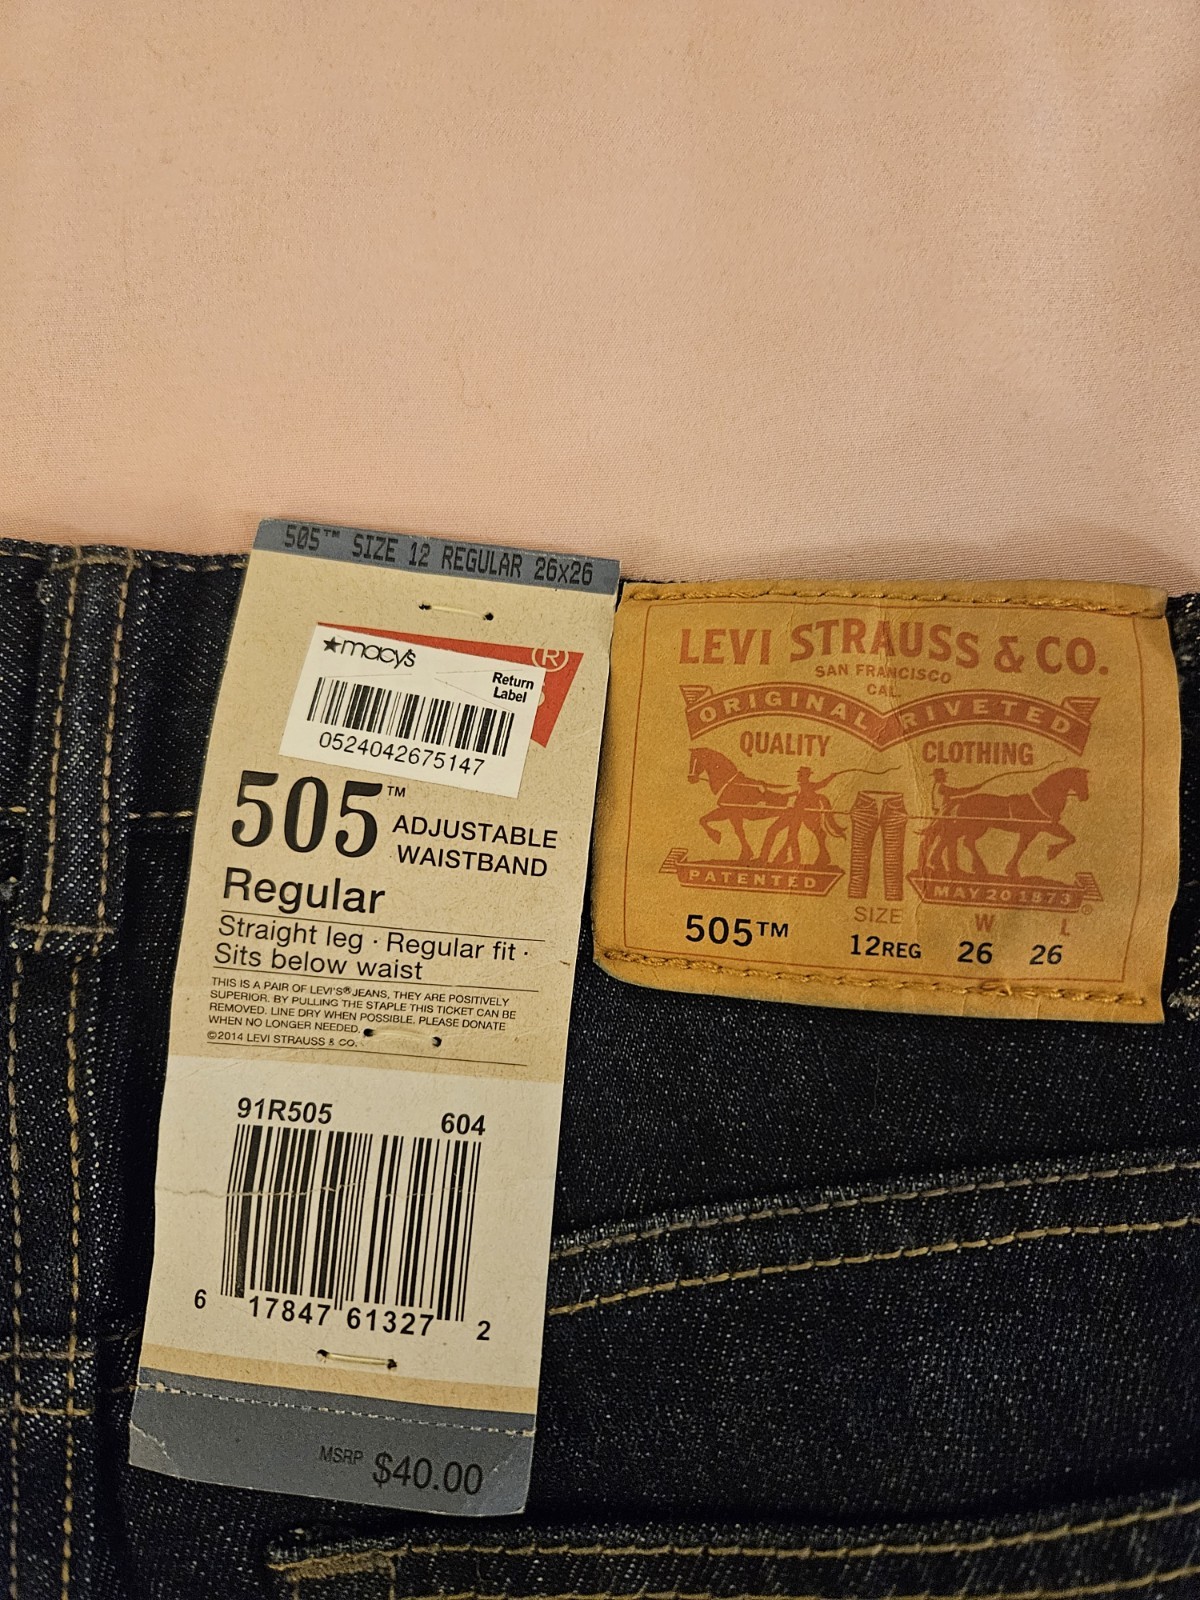 505™ SIZE 12 REGULAR 26x26
®
★macy's
Return
Label
0524042675147
505™ ADJUSTABLE
WAISTBAND
Regular
Straight leg · Regular fit ·
Sits below waist
THIS IS A PAIR OF LEVI'S® JEANS, THEY ARE POSITIVELY
SUPERIOR. BY PULLING THE STAPLE THIS TICKET CAN BE
REMOVED. LINE DRY WHEN POSSIBLE. PLEASE DONATE
WHEN NO LONGER NEEDED.
©2014 LEVI STRAUSS & CO.
91R505 604
6 17847 61327 2
MSRP $40.00
LEVI STRAUSS & CO.
SAN FRANCISCO
CAL.
ORIGINAL RIVETED
QUALITY CLOTHING
PATENTED MAY 20 1873
®
SIZE W L
505™ 12REG 26 26